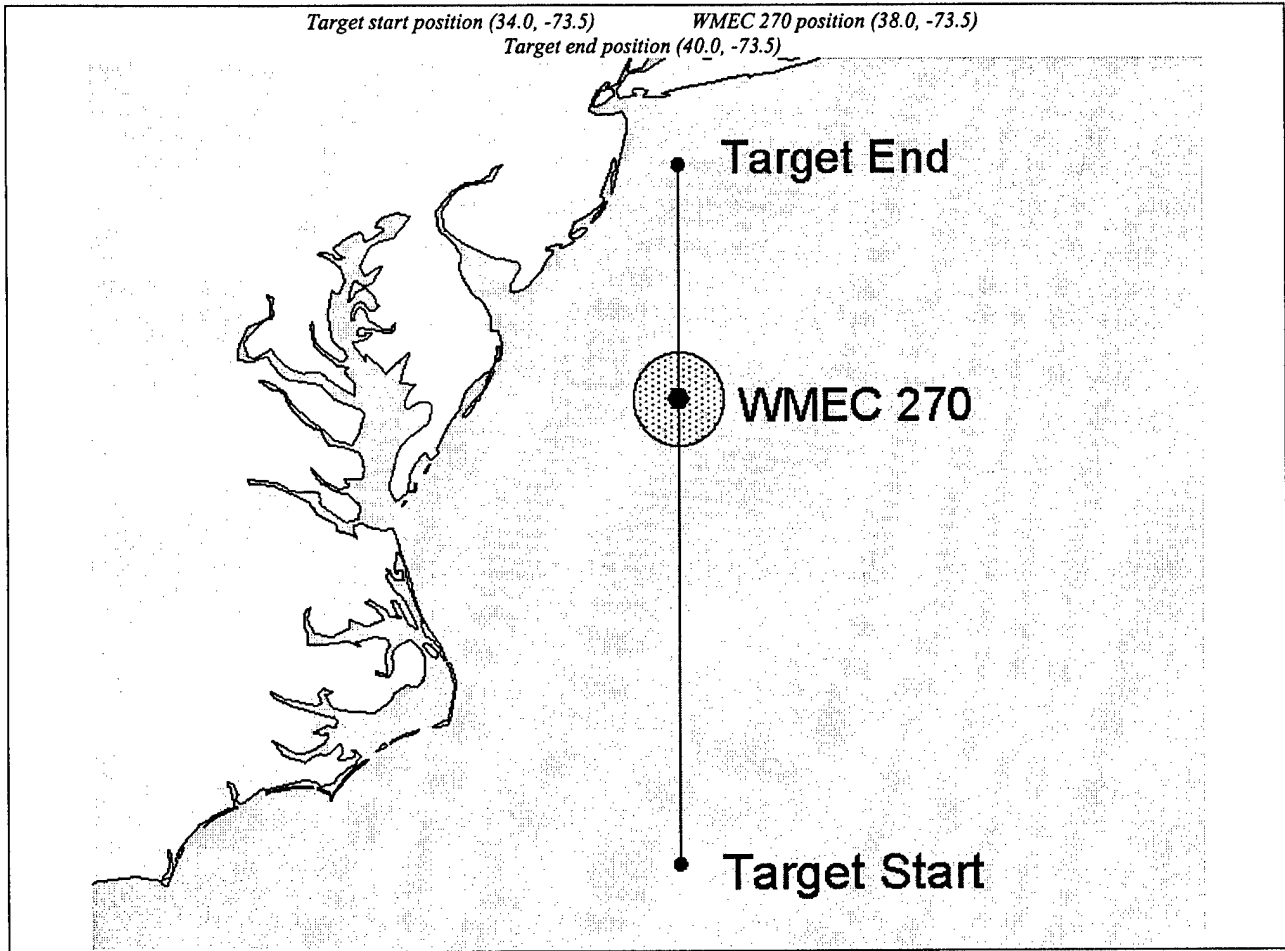 Target start position (34.0, -73.5) WMEC 270 position (38.0, -73.5)
Target end position (40.0, -73.5)
Target End
WMEC 270
Target Start